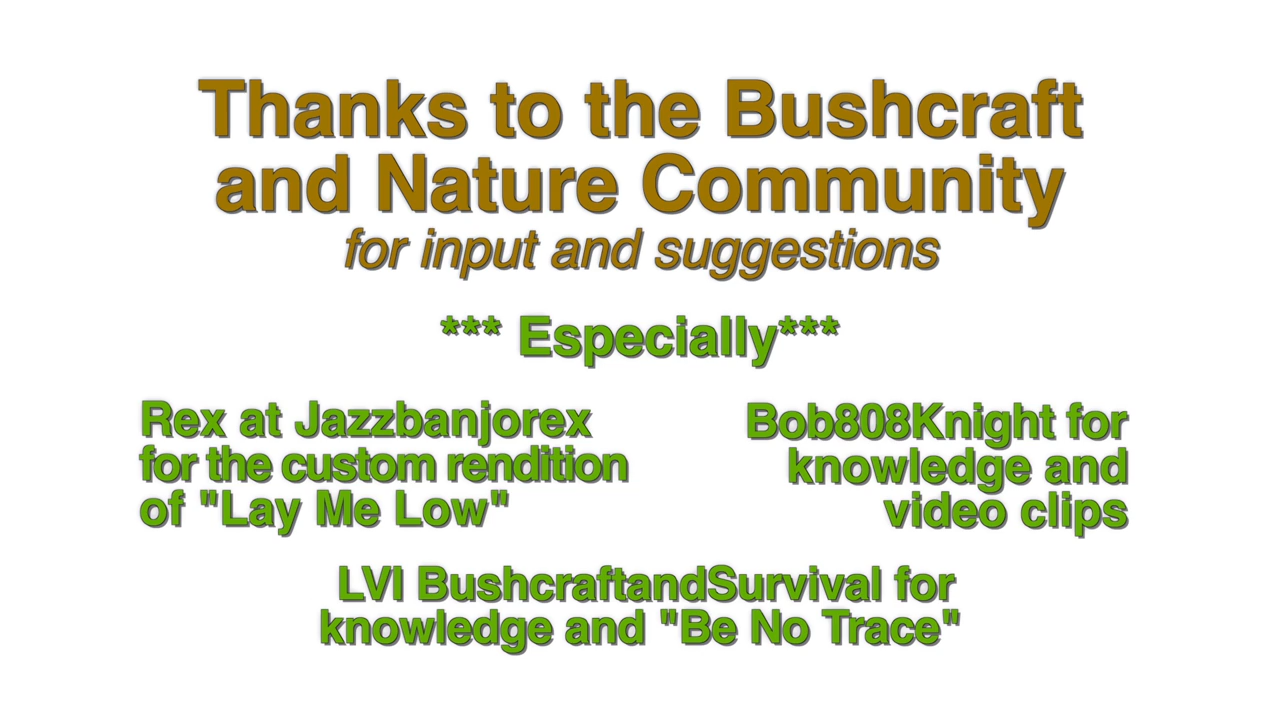 Thanks to the Bushcraft
and Nature Community
for input and suggestions
*** Especially***
Rex at Jazzbanjorex
for the custom rendition
of "Lay Me Low"
Bob808Knight for
knowledge and
video clips
LVI BushcraftandSurvival for
knowledge and "Be No Trace"